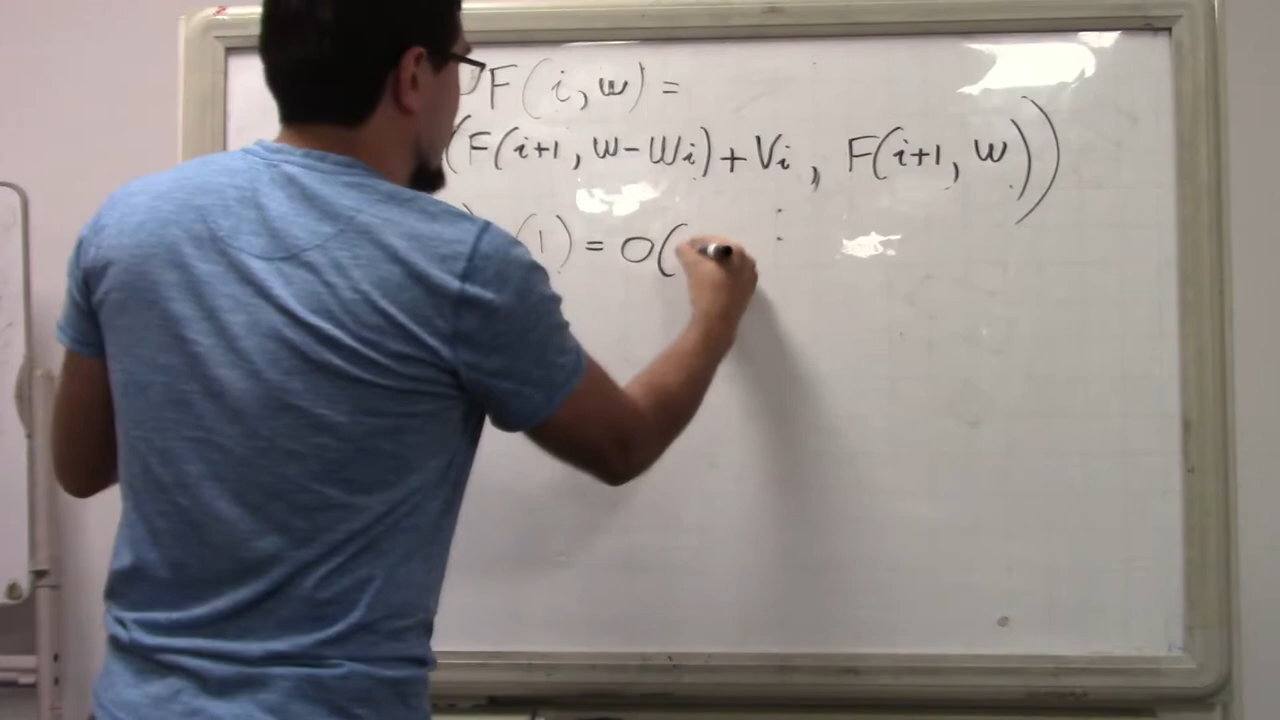 F(i, w) =
(F(i+1, w-wi)+Vi, F(i+1, w)))
(1) = O(